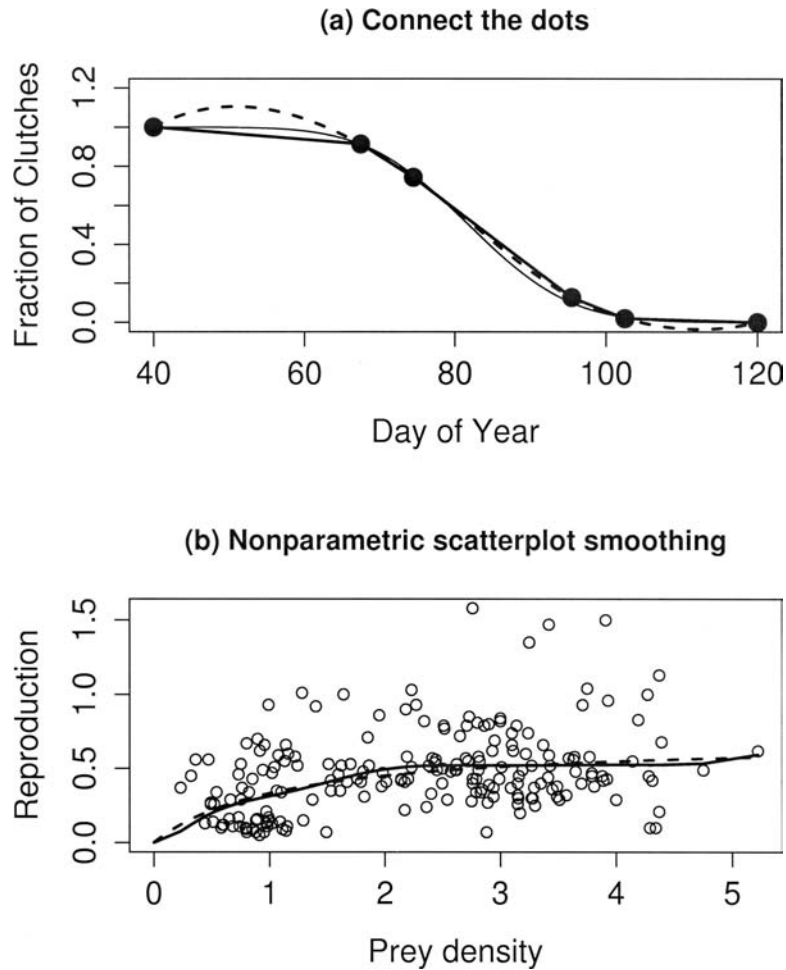 (a) Connect the dots
Fraction of Clutches
1.2
0.8
0.4
0.0
40 60 80 100 120
Day of Year
(b) Nonparametric scatterplot smoothing
Reproduction
1.5
1.0
0.5
0.0
0 1 2 3 4 5
Prey density